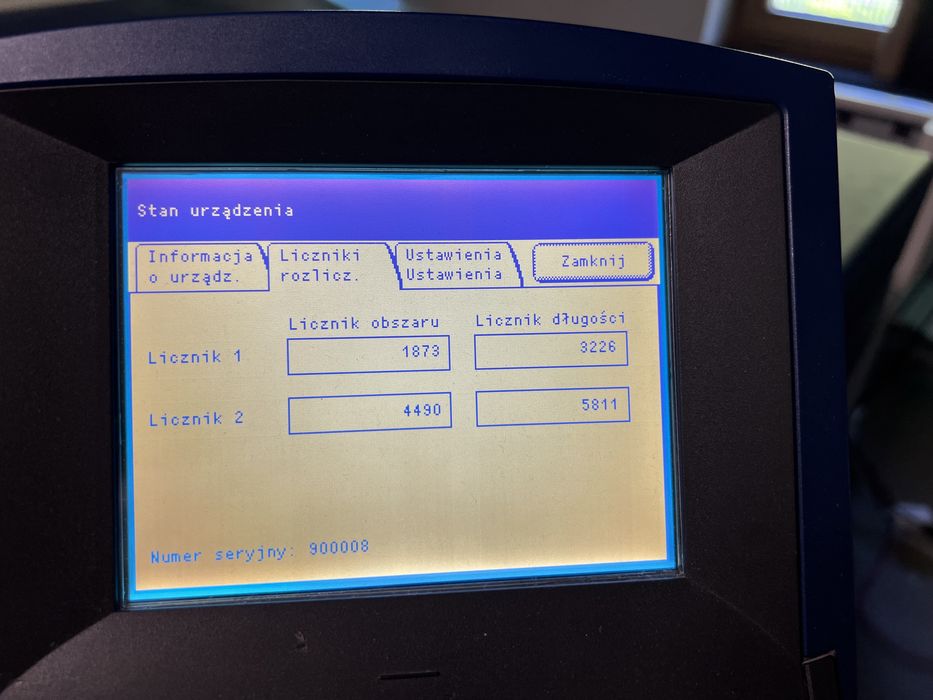 Stan urządzenia
Informacja
o urządz.
Liczniki
rozlicz.
Ustawienia
Ustawienia
Zamknij
Licznik obszaru Licznik długości
Licznik 1 1873 3226
Licznik 2 4490 5811
Numer seryjny: 900008